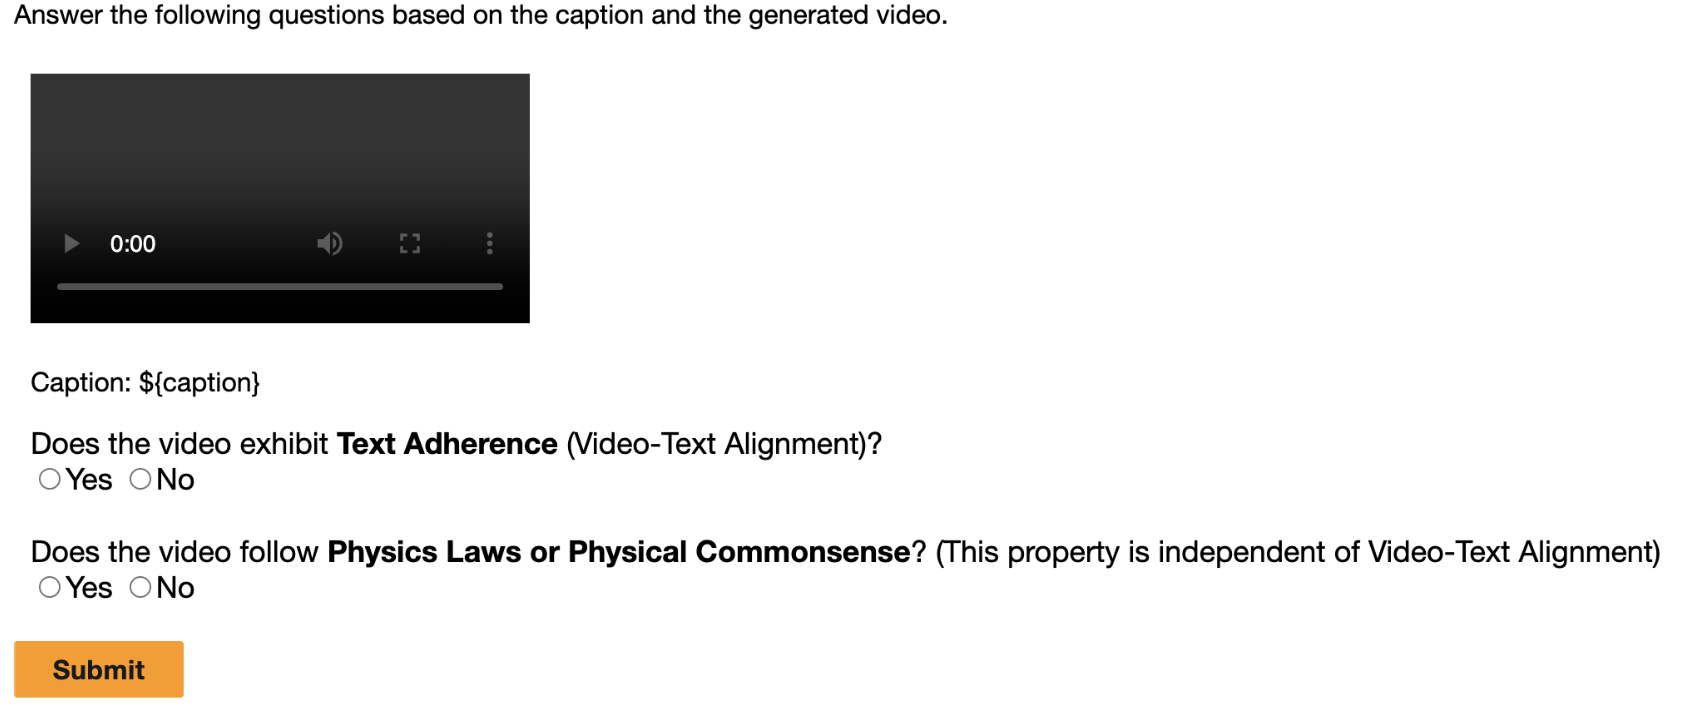 Answer the following questions based on the caption and the generated video.
0:00
Caption: ${caption}
Does the video exhibit Text Adherence (Video-Text Alignment)?
Yes No
Does the video follow Physics Laws or Physical Commonsense? (This property is independent of Video-Text Alignment)
Yes No
Submit